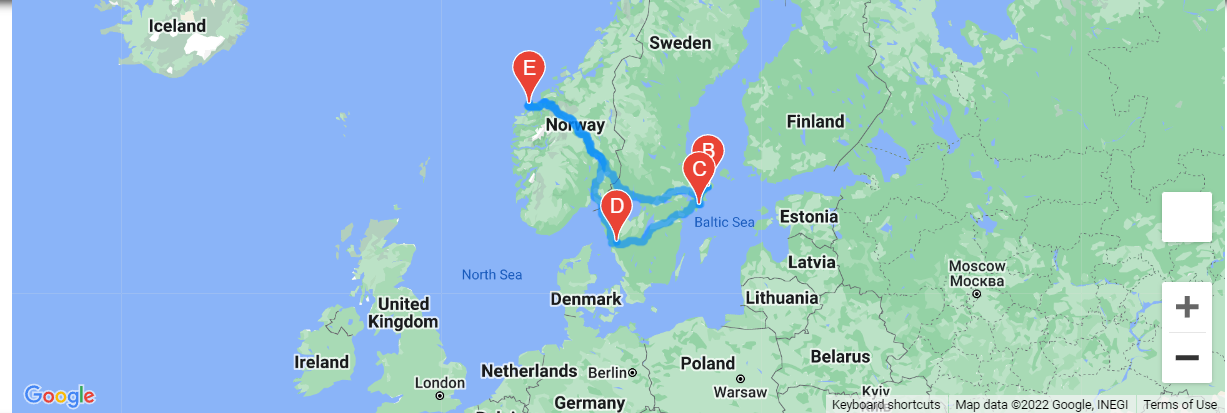 Iceland
Sweden
E
Norway
Finland
B
C
D
Baltic Sea
Estonia
North Sea
Latvia
Moscow
Москва
Denmark
Lithuania
United
Kingdom
Ireland
Netherlands
Berlin
Poland
Belarus
London
Warsaw
Germany
Kyiv
Google
Keyboard shortcuts
Map data ©2022 Google, INEGI
Terms of Use